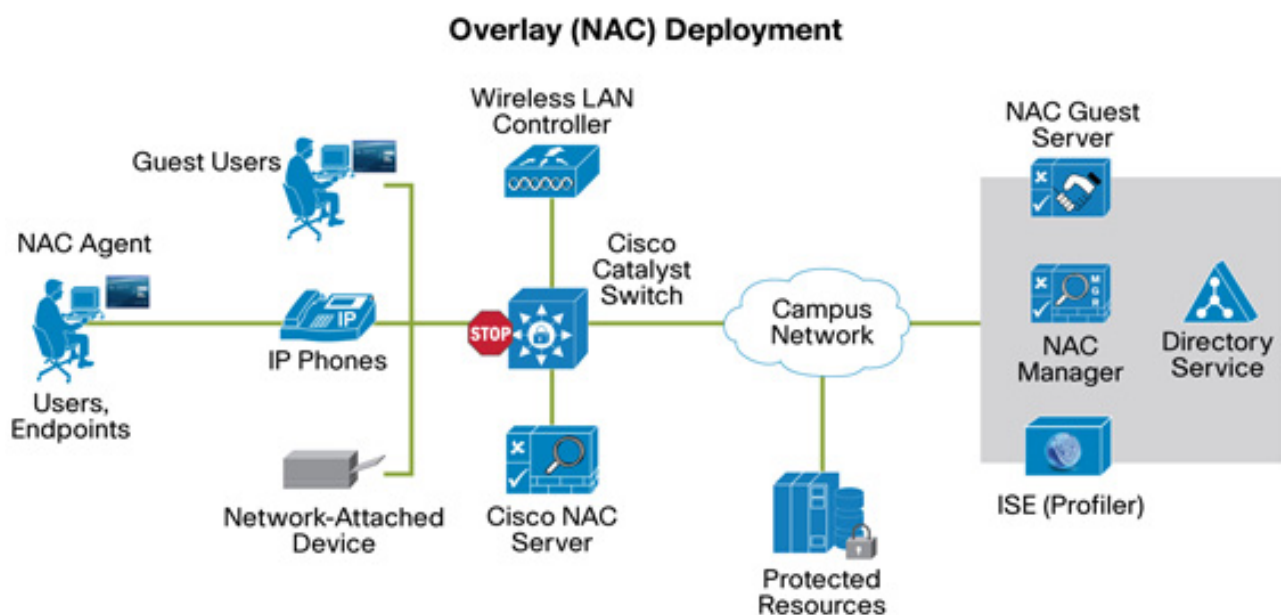 Overlay (NAC) Deployment
Wireless LAN
Controller
NAC Guest
Server
Guest Users
NAC Agent
Cisco
Catalyst
Switch
STOP
IP
IP Phones
Campus
Network
MGR
NAC
Manager
Directory
Service
Users,
Endpoints
Network-Attached
Device
Cisco NAC
Server
Protected
Resources
ISE (Profiler)